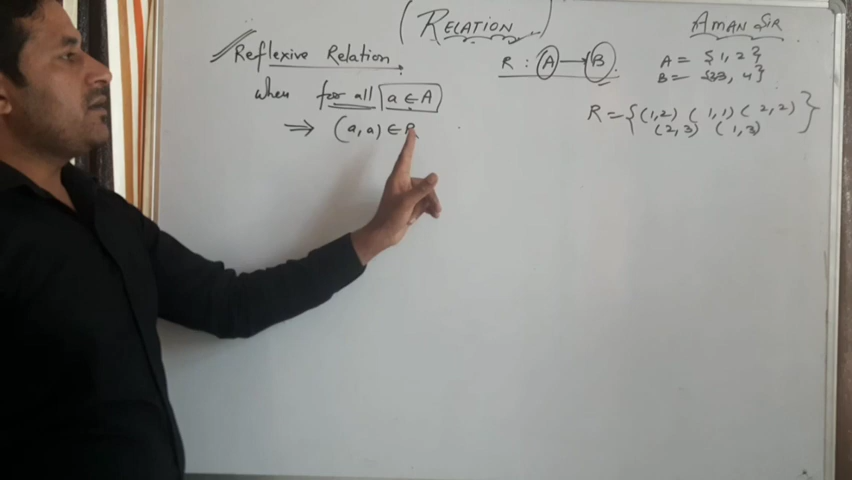 ( RELATION )
AMAN SIR
Reflexive Relation
R : A → B
A = {1, 2}
B = {3, 4}
when for all a ∈ A
⇒ (a, a) ∈ R
R = {(1,2) (1,1) (2,2)
(2,3) (1,3) }